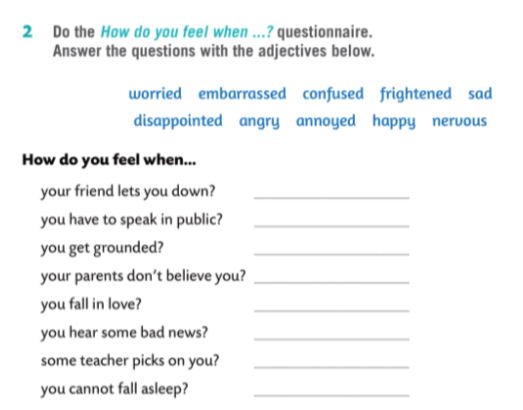 2 Do the How do you feel when ...? questionnaire.
Answer the questions with the adjectives below.
worried embarrassed confused frightened sad
disappointed angry annoyed happy nervous
How do you feel when...
your friend lets you down?
you have to speak in public?
you get grounded?
your parents don't believe you?
you fall in love?
you hear some bad news?
some teacher picks on you?
you cannot fall asleep?